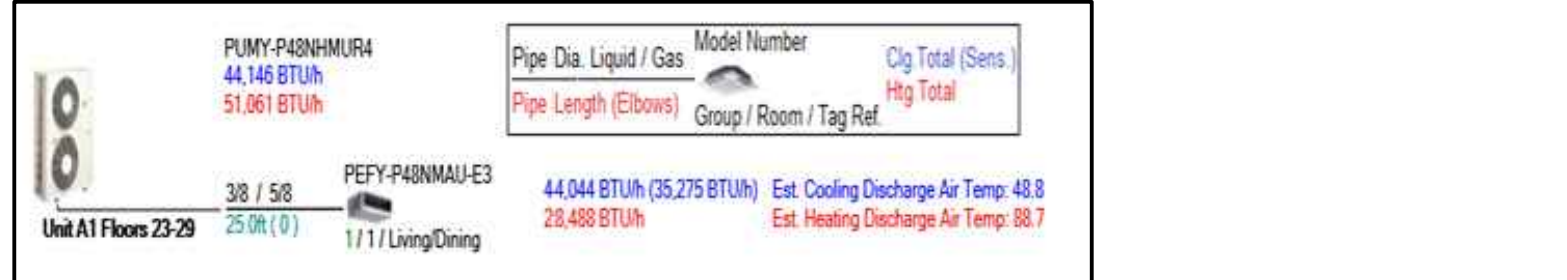 PUMY-P48NHMUR4
44,146 BTU/h
51,061 BTU/h
Pipe Dia. Liquid / Gas
Pipe Length (Elbows)
Model Number
Group / Room / Tag Ref.
Clg Total (Sens.)
Htg Total
Unit A1 Floors 23-29
3/8 / 5/8
25.0ft ( 0 )
PEFY-P48NMAU-E3
1 / 1 / Living/Dining
44,044 BTU/h (35,275 BTU/h) Est. Cooling Discharge Air Temp: 48.8
28,488 BTU/h Est. Heating Discharge Air Temp: 88.7